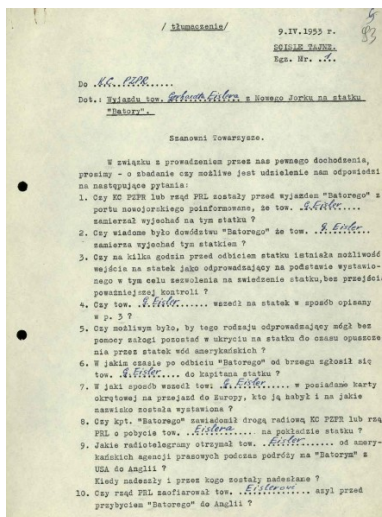 / tłumaczenie/
9.IV.1953 r.
93
ŚCIŚLE TAJNE.
Egz. Nr. 1.
Do K.C. PZPR
Dot.: Wyjazdu tow. Gerharda Eislera z Nowego Jorku na statku
"Batory".
Szanowni Towarzysze.
W związku z prowadzeniem przez nas pewnego dochodzenia,
prosimy - o zbadanie czy możliwe jest udzielenie nam odpowiedzi
na następujące pytania:
1. Czy KC PZPR lub rząd PRL zostały przed wyjazdem "Batorego" z
portu nowojorskiego poinformowane, że tow. G. Eisler
zamierzał wyjechać na tym statku ?
2. Czy wiadome było dowództwu "Batorego" że tow. G. Eisler
zamierza wyjechać tym statkiem ?
3. Czy na kilka godzin przed odbiciem statku istniała możliwość
wejścia na statek jako odprowadzający na podstawie wystawio-
nego w tym celu zezwolenia na zwiedzenie statku,bez przejścia
poważniejszej kontroli ?
4. Czy tow. G. Eisler wszedł na statek w sposób opisany
w p. 3 ?
5. Czy możliwym było, by tego rodzaju odprowadzający mógł bez
pomocy załogi pozostać w ukryciu na statku do czasu opuszcze-
nia przez statek wód amerykańskich ?
6. W jakim czasie po odbiciu "Batorego" od brzegu zgłosił się
tow. G. Eisler do kapitana statku ?
7. W jaki sposób wszedł tow. G. Eisler w posiadanie karty
okrętowej na przejazd do Europy, kto ją nabył i na jakie
nazwisko została wystawiona ?
8. Czy kpt. "Batorego" zawiadomił drogą radiową KC PZPR lub rząd
PRL o pobycie tow. Eislera na pokładzie statku ?
9. Jakie radiotelegramy otrzymał tow. Eisler od amery-
kańskich agencji prasowych podczas podróży na "Batorym" z
USA do Anglii ?
Kiedy nadeszły i przez kogo zostały nadesłane ?
10. Czy rząd PRL zaofiarował tow. Eislerowi azyl przed
przybyciem "Batorego" do Anglii ?